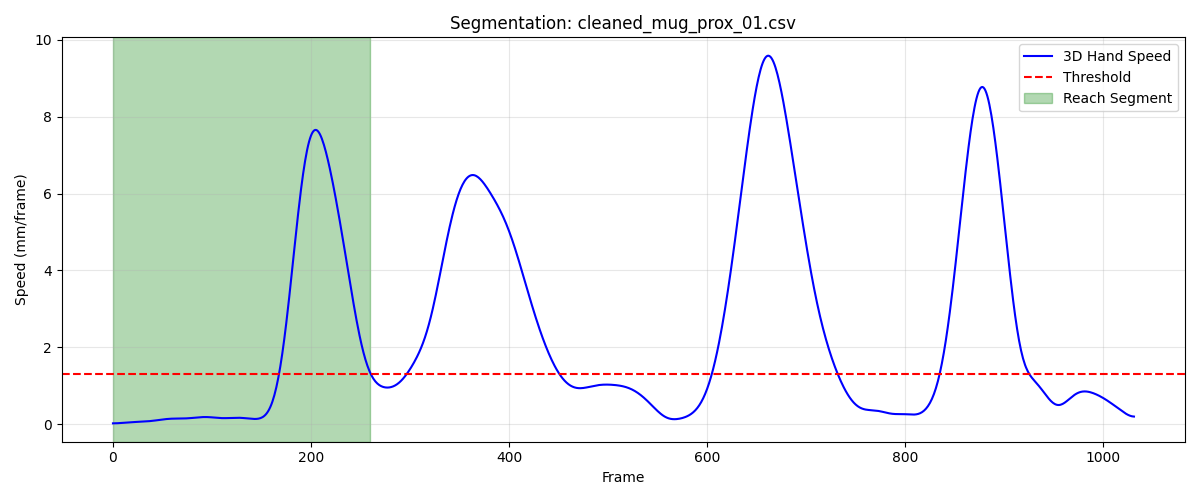 Segmentation: cleaned_mug_prox_01.csv
Speed (mm/frame)
10
8
6
4
2
0
3D Hand Speed
Threshold
Reach Segment
0 200 400 600 800 1000
Frame